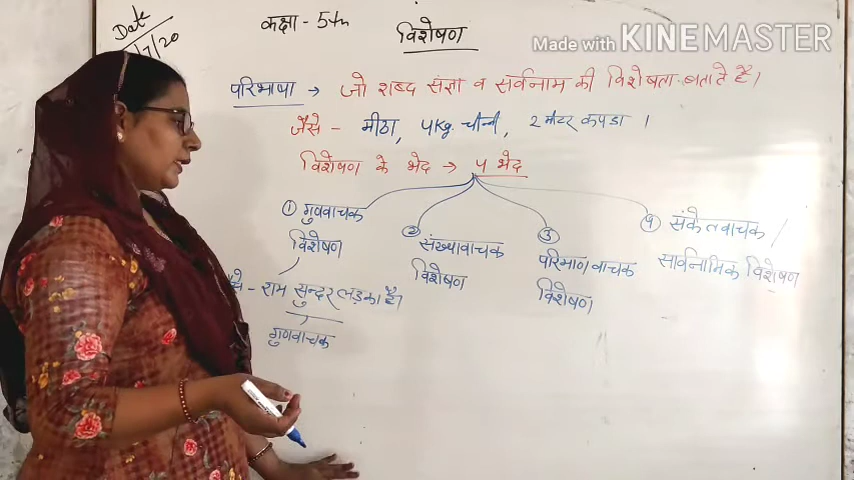 Date
/7/20
कक्षा - 5th
विशेषण
Made with KINEMASTER
परिभाषा → जो शब्द संज्ञा व सर्वनाम की विशेषता बताते हैं।
जैसे - मीठा, 4Kg चीनी, 2 मीटर कपडा ।
विशेषण के भेद → 4 भेद
① गुणवाचक विशेषण
② संख्यावाचक विशेषण
③ परिमाण वाचक विशेषण
④ संकेतवाचक / सार्वनामिक विशेषण
- राम सुन्दर लड़का है।
गुणवाचक